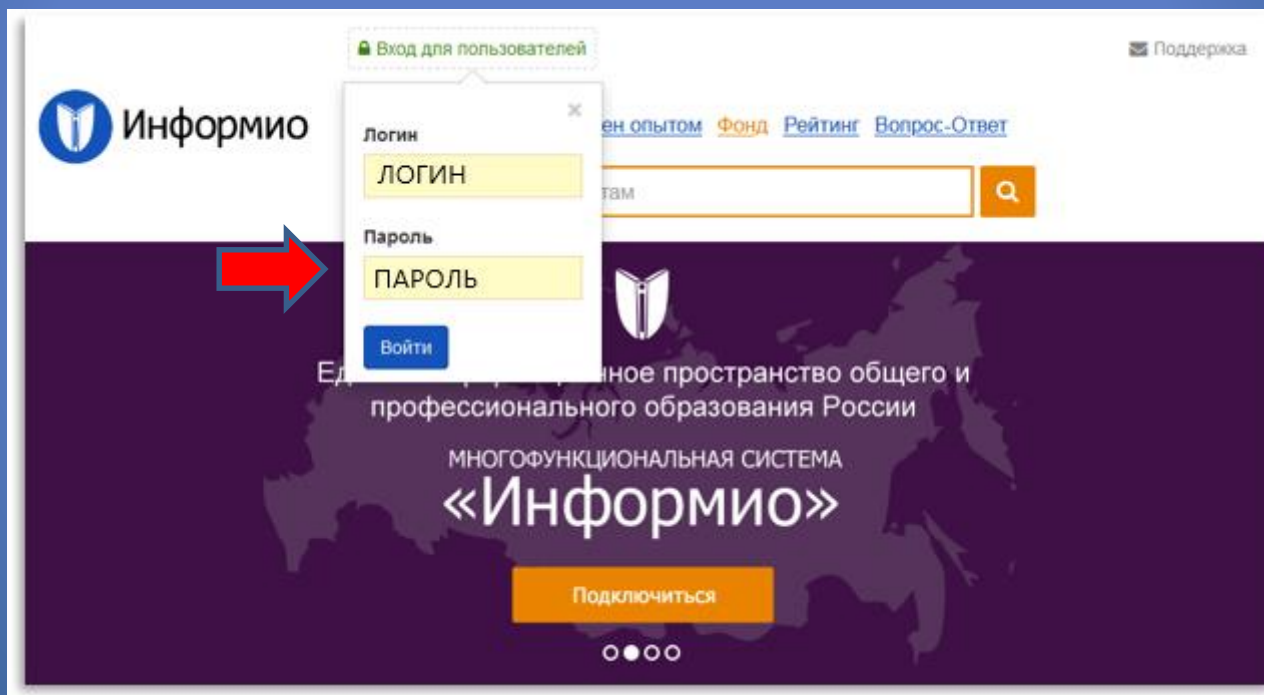 Вход для пользователей
Поддержка
Информио
ен опытом Фонд Рейтинг Вопрос-Ответ
Логин
ЛОГИН
там
Пароль
ПАРОЛЬ
Войти
нное пространство общего и
профессионального образования России
МНОГОФУНКЦИОНАЛЬНАЯ СИСТЕМА
«Информио»
Подключиться